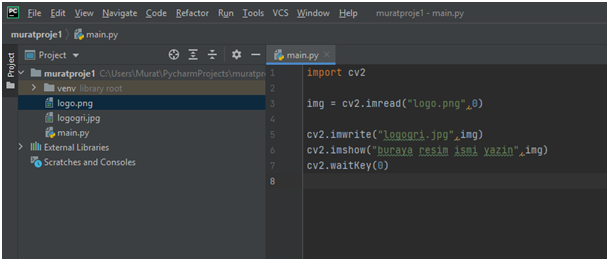 PC File Edit View Navigate Code Refactor Run Tools VCS Window Help muratproje1 - main.py
muratproje1 main.py
Project
Project
main.py
muratproje1 C:\Users\Murat\PycharmProjects\muratpr
venv library root
logo.png
logogri.jpg
main.py
External Libraries
Scratches and Consoles
1 import cv2
2
3 img = cv2.imread("logo.png",0)
4
5 cv2.imwrite("logogri.jpg",img)
6 cv2.imshow("buraya resim ismi yazin",img)
7 cv2.waitKey(0)
8